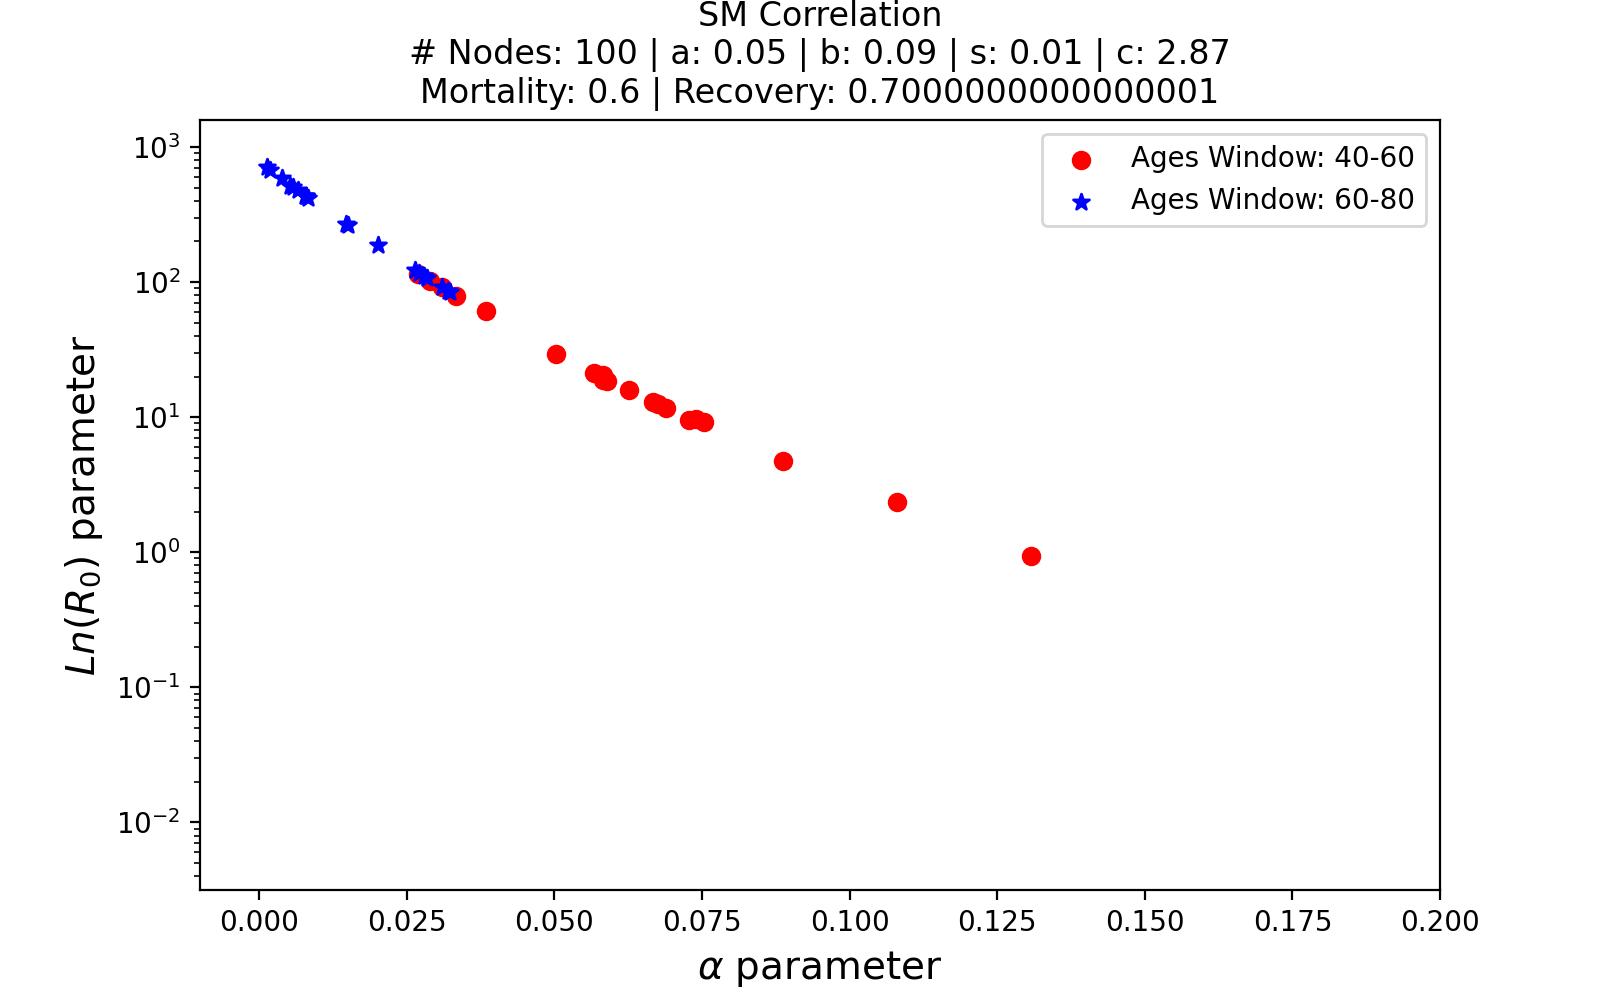 SM Correlation
# Nodes: 100 | a: 0.05 | b: 0.09 | s: 0.01 | c: 2.87
Mortality: 0.6 | Recovery: 0.7000000000000001
Ages Window: 40-60
Ages Window: 60-80
Ln(R₀) parameter
10³
10²
10¹
10⁰
10⁻¹
10⁻²
0.000 0.025 0.050 0.075 0.100 0.125 0.150 0.175 0.200
α parameter